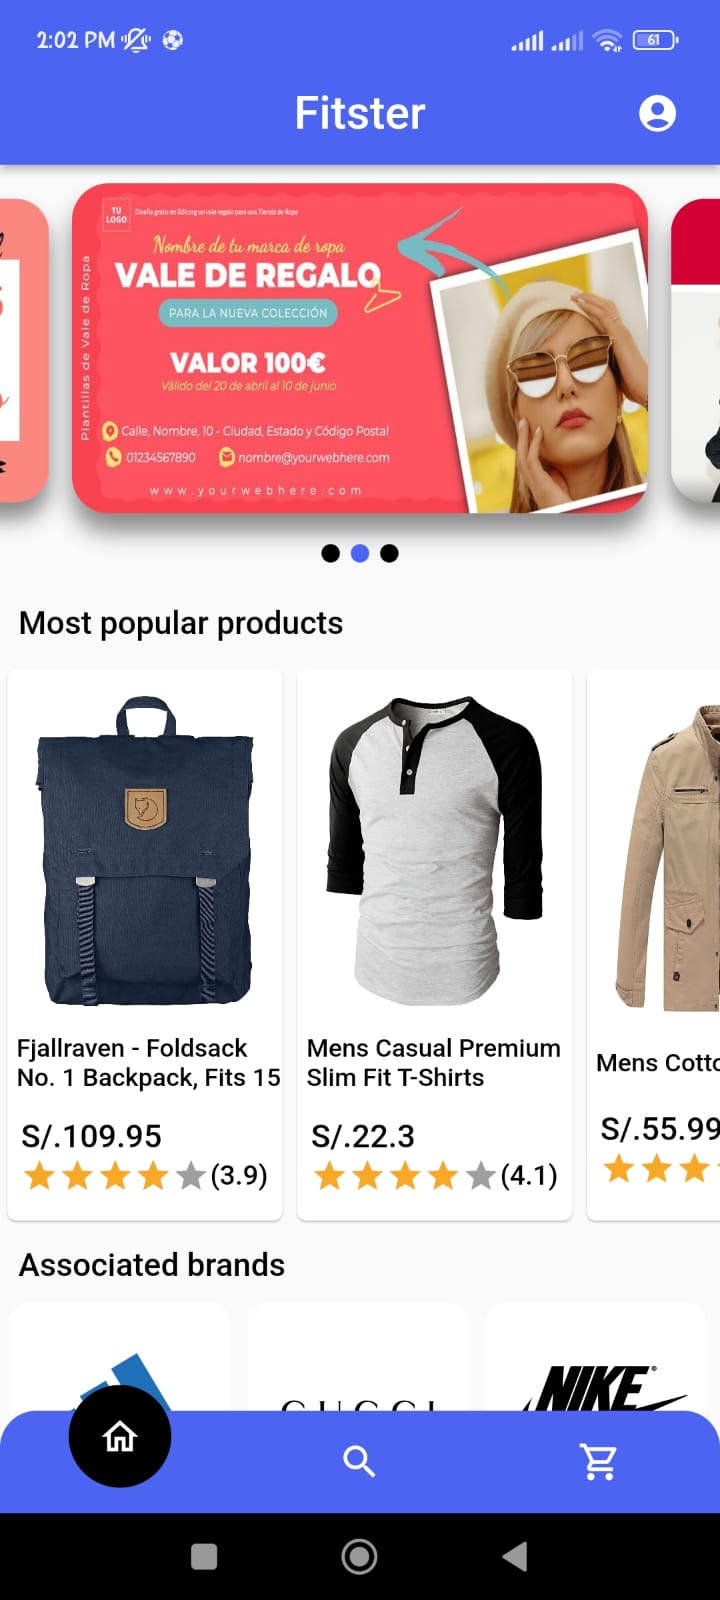 2:02 PM
61
Fitster
TU
LOGO
Diseña gratis en Edit.org un vale regalo para una Tienda de Ropa
Plantillas de Vale de Ropa
Nombre de tu marca de ropa
VALE DE REGALO
PARA LA NUEVA COLECCIÓN
VALOR 100€
Válido del 20 de abril al 10 de junio
Calle, Nombre, 10 - Ciudad, Estado y Código Postal
01234567890 nombre@yourwebhere.com
www.yourwebhere.com
Most popular products
Fjallraven - Foldsack
No. 1 Backpack, Fits 15
S/.109.95
(3.9)
Mens Casual Premium
Slim Fit T-Shirts
S/.22.3
(4.1)
Mens Cotto
S/.55.99
Associated brands
GUCCI
NIKE